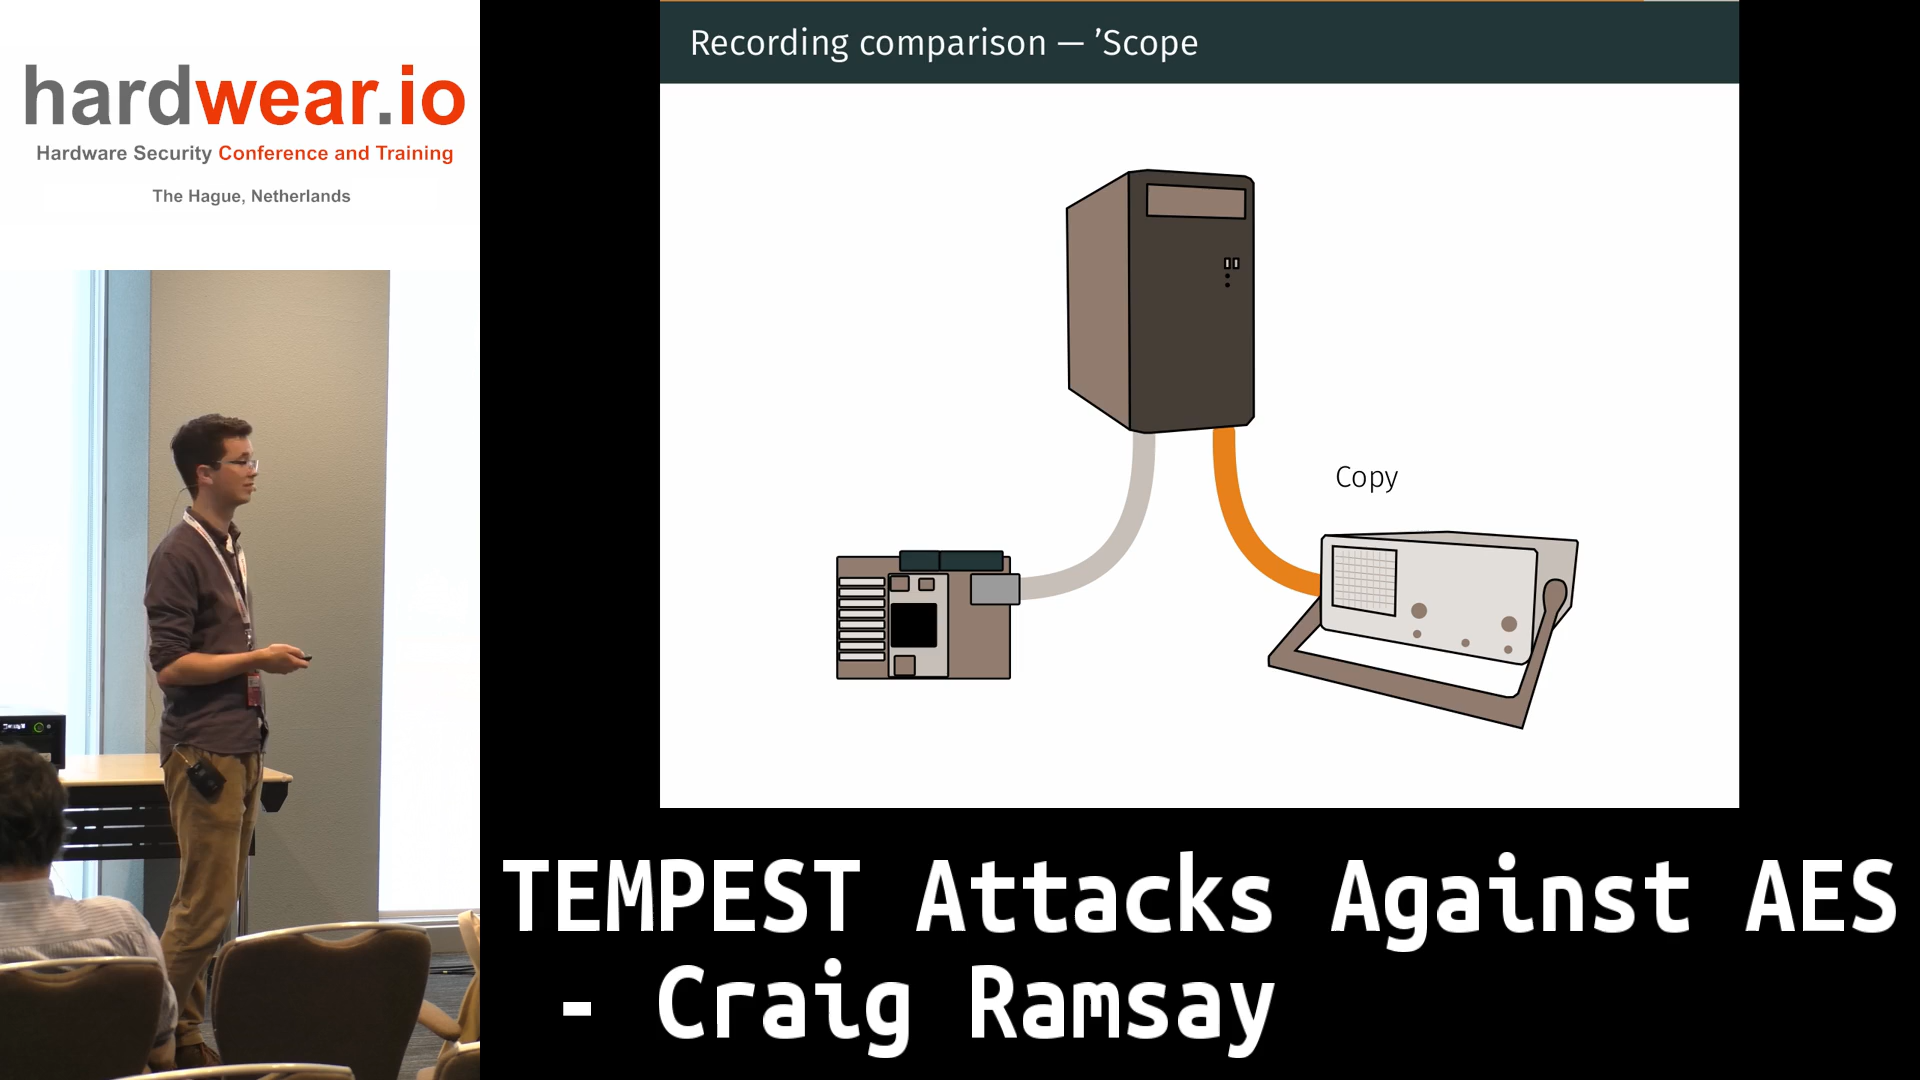 hardwear.io
Hardware Security Conference and Training
The Hague, Netherlands
Recording comparison — ’Scope
Copy
TEMPEST Attacks Against AES
- Craig Ramsay